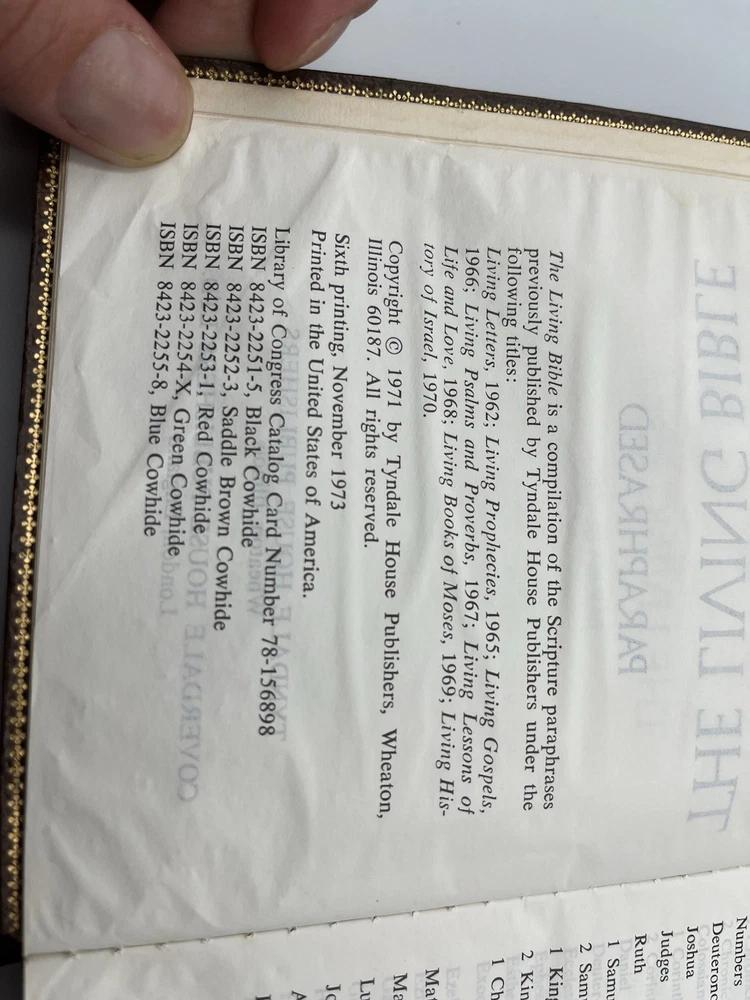 The Living Bible is a compilation of the Scripture paraphrases
previously published by Tyndale House Publishers under the
following titles:
Living Letters, 1962; Living Prophecies, 1965; Living Gospels,
1966; Living Psalms and Proverbs, 1967; Living Lessons of
Life and Love, 1968; Living Books of Moses, 1969; Living His-
tory of Israel, 1970.
Copyright © 1971 by Tyndale House Publishers, Wheaton,
Illinois 60187. All rights reserved.
Sixth printing, November 1973
Printed in the United States of America.
Library of Congress Catalog Card Number 78-156898
ISBN 8423-2251-5, Black Cowhide
ISBN 8423-2252-3, Saddle Brown Cowhide
ISBN 8423-2253-1, Red Cowhide
ISBN 8423-2254-X, Green Cowhide
ISBN 8423-2255-8, Blue Cowhide
THE LIVING BIBLE
PARAPHRASED
TYNDALE HOUSE PUBLISHERS
COVERDALE HOUSE
Numbers
Joshua
Judges
Ruth
1 Samu
2 Sam
1 King
2 Kin
1 Ch